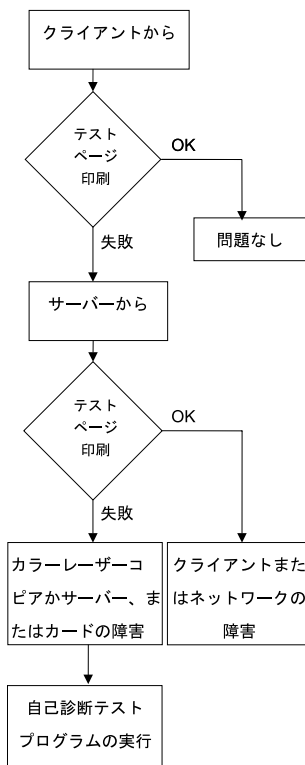 クライアントから
テスト
ページ
印刷
OK
失敗
問題なし
サーバーから
テスト
ページ
印刷
OK
失敗
カラーレーザーコ
ピアかサーバー、ま
たはカードの障害
クライアントまた
はネットワークの
障害
自己診断テスト
プログラムの実行